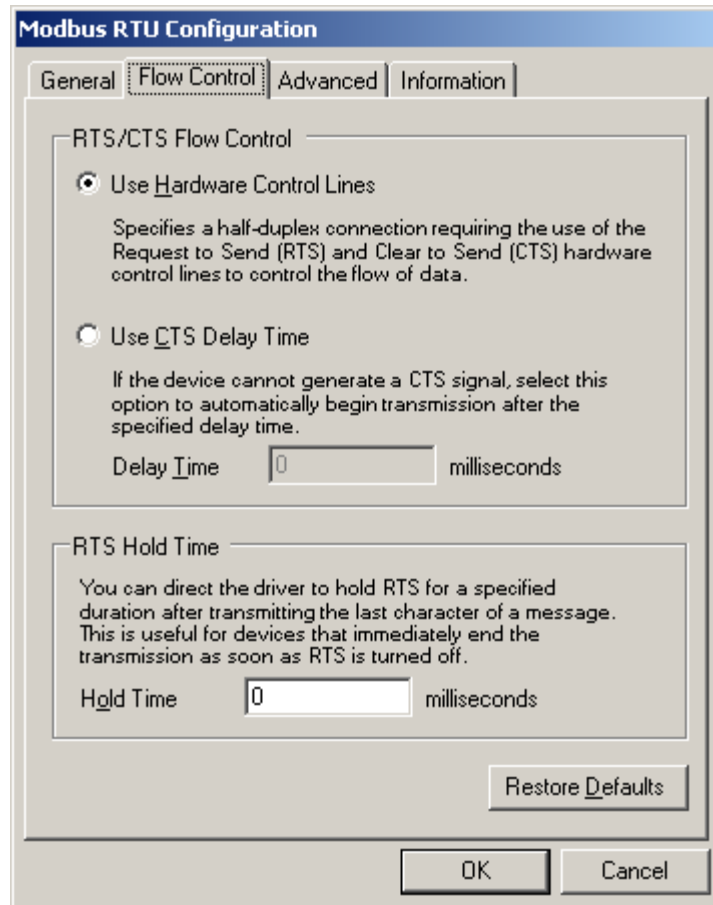 Modbus RTU Configuration
General Flow Control Advanced Information
RTS/CTS Flow Control
Use Hardware Control Lines
Specifies a half-duplex connection requiring the use of the
Request to Send (RTS) and Clear to Send (CTS) hardware
control lines to control the flow of data.
Use CTS Delay Time
If the device cannot generate a CTS signal, select this
option to automatically begin transmission after the
specified delay time.
Delay Time 0 milliseconds
RTS Hold Time
You can direct the driver to hold RTS for a specified
duration after transmitting the last character of a message.
This is useful for devices that immediately end the
transmission as soon as RTS is turned off.
Hold Time 0 milliseconds
Restore Defaults
OK Cancel